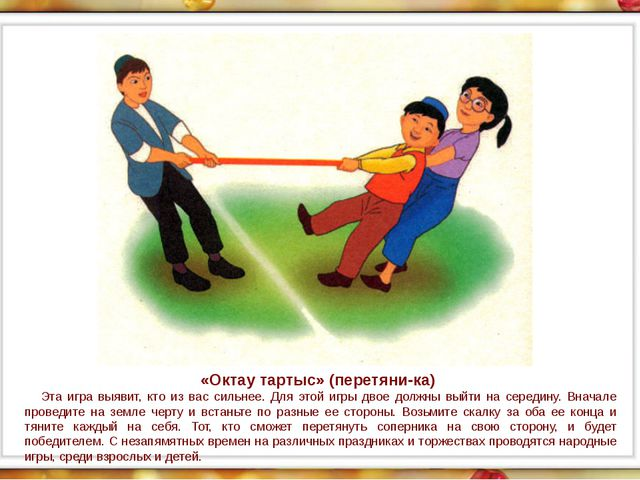 «Октау тартыс» (перетяни-ка)
Эта игра выявит, кто из вас сильнее. Для этой игры двое должны выйти на середину. Вначале
проведите на земле черту и встаньте по разные ее стороны. Возьмите скалку за оба ее конца и
тяните каждый на себя. Тот, кто сможет перетянуть соперника на свою сторону, и будет
победителем. С незапямятных времен на различных праздниках и торжествах проводятся народные
игры, среди взрослых и детей.